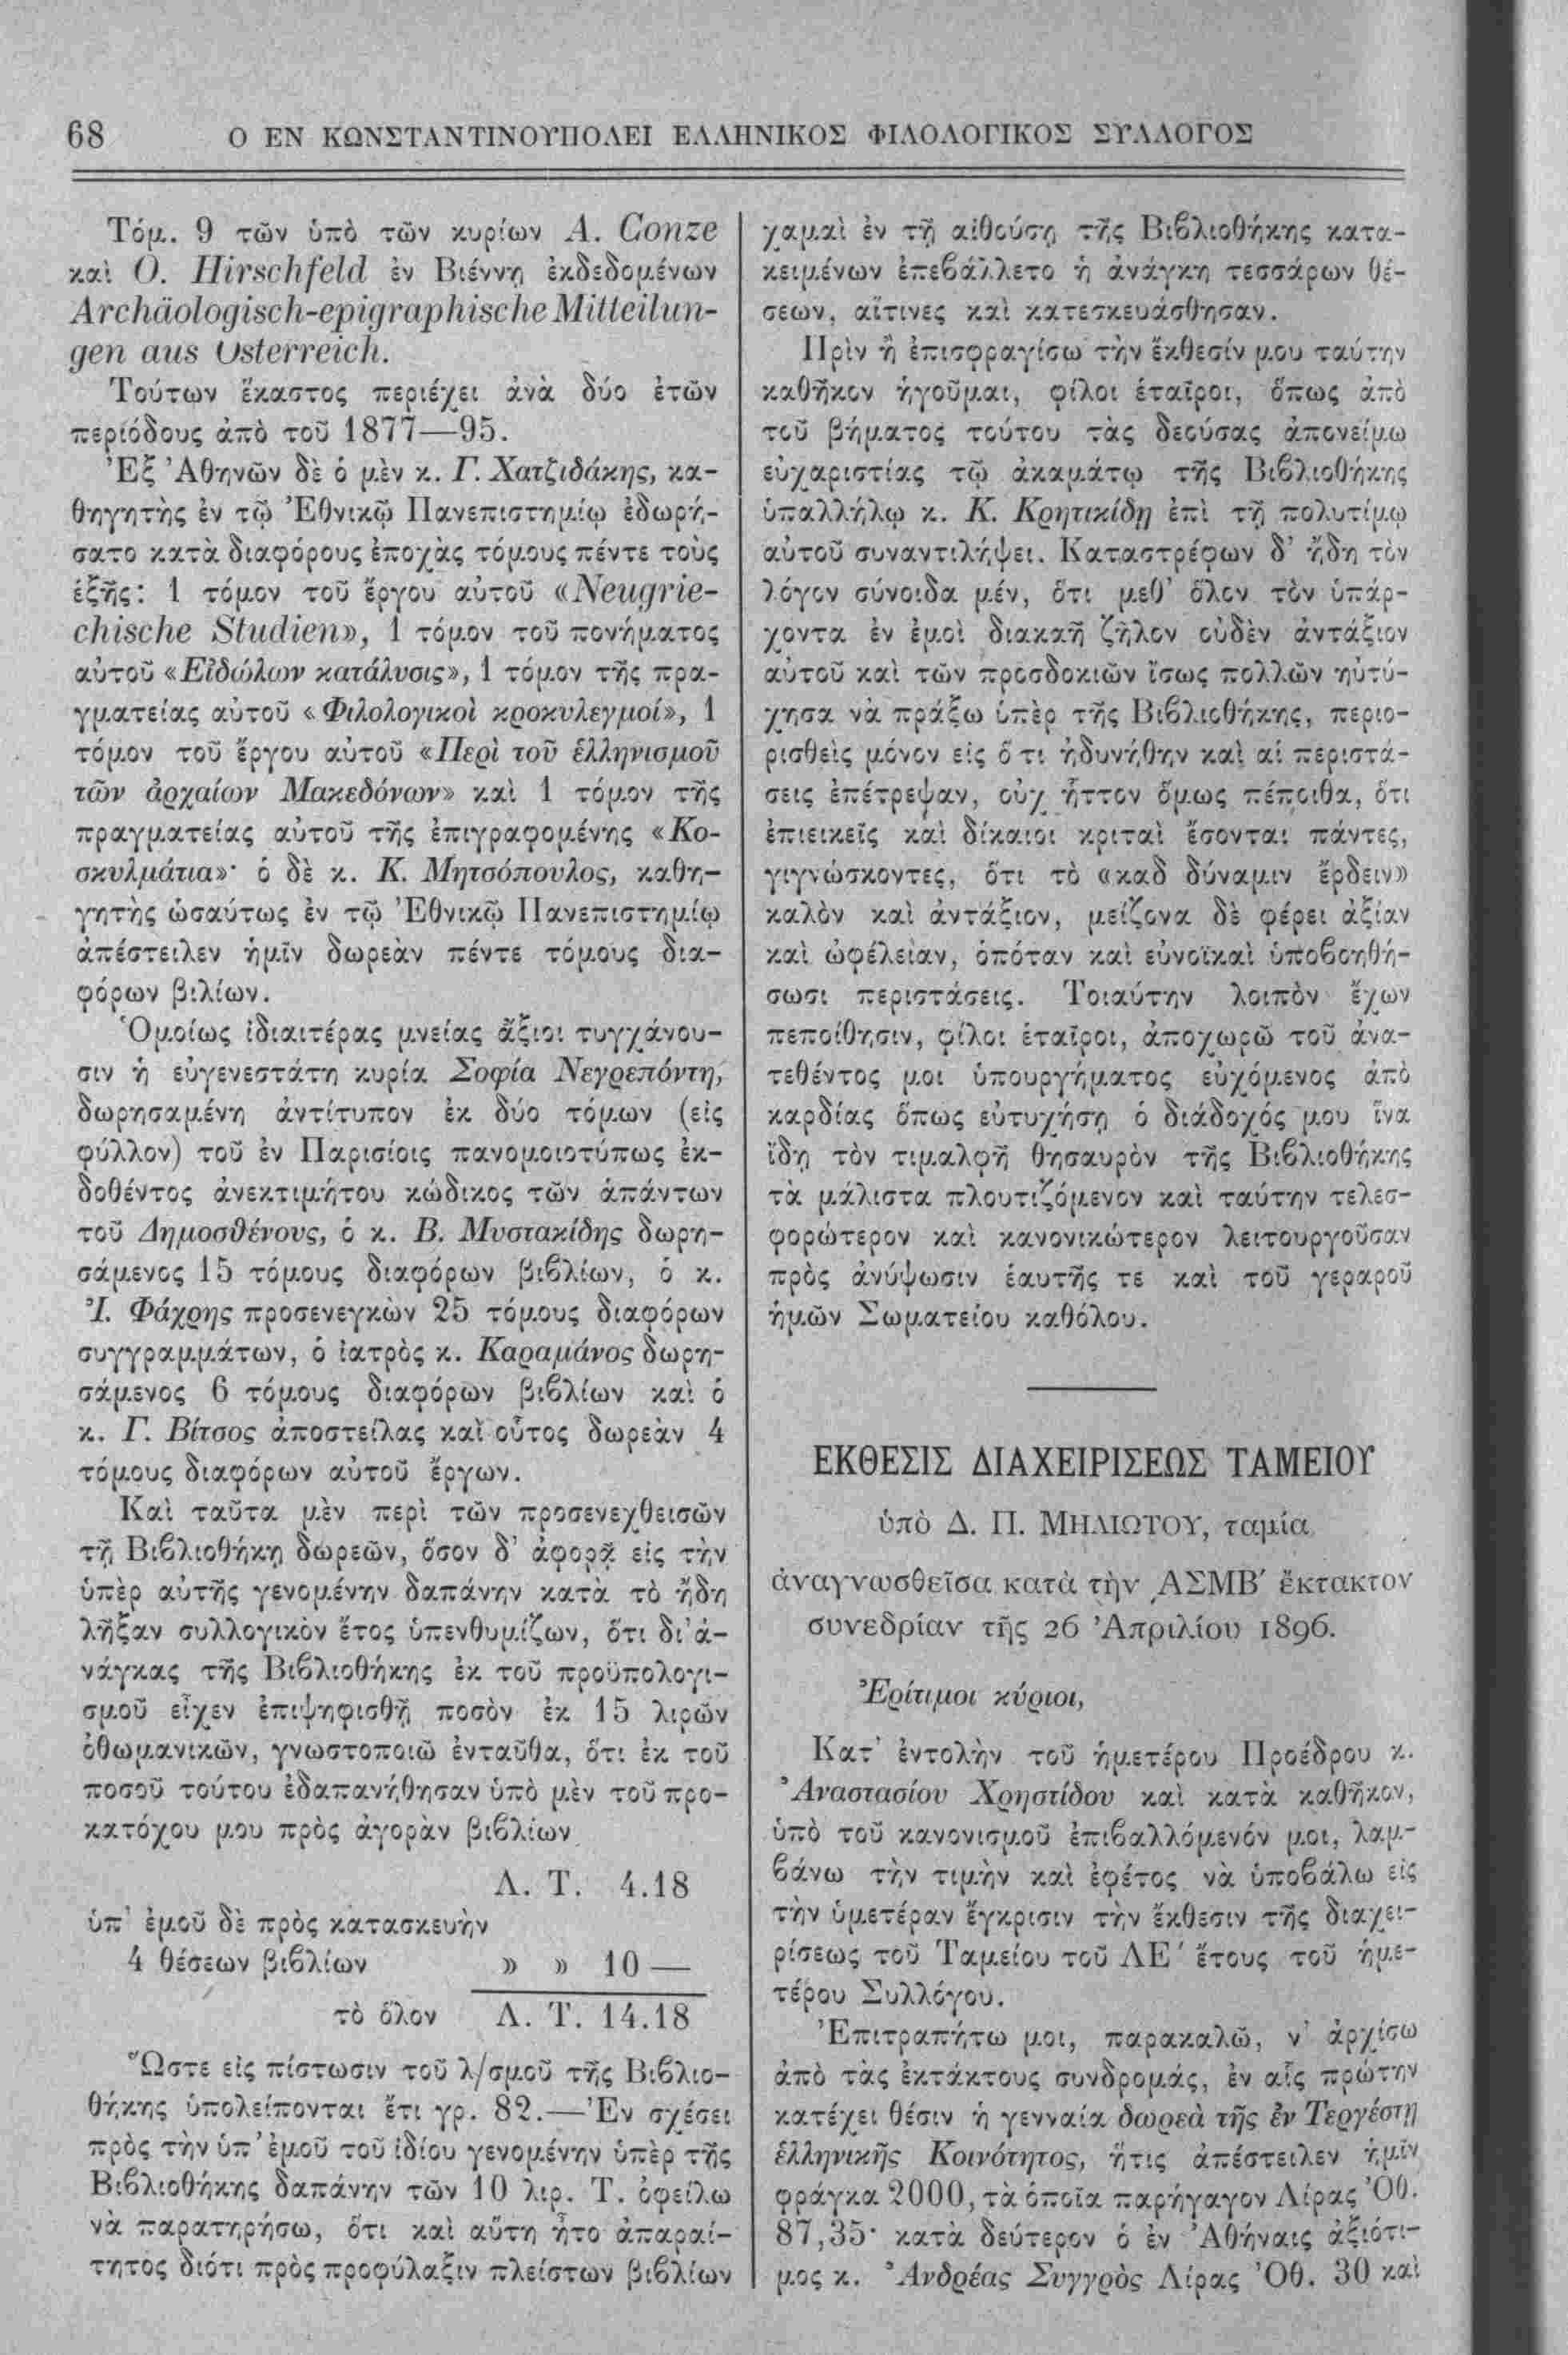 68 Ο ΕΝ ΚΩΝΣΤΑΝΤΙΝΟΥΠΟΛΕΙ ΕΛΛΗΝΙΚΟΣ ΦΙΛΟΛΟΓΙΚΟΣ ΣΥΛΛΟΓΟΣ
Τόμ. 9 τῶν ὑπὸ τῶν κυρίων A. Conze
καὶ O. Hirschfeld ἐν Βιέννῃ ἐκδεδομένων
Archäologisch-epigraphische Mitteilun-
gen aus Österreich.
Τούτων ἕκαστος περιέχει ἀνὰ δύο ἐτῶν
περίόδους ἀπὸ τοῦ 1877—95.
Ἐξ Ἀθηνῶν δὲ ὁ μὲν κ. Γ. Χατζιδάκης, κα-
θηγητὴς ἐν τῷ Ἐθνικῷ Πανεπιστημίῳ ἐδωρή-
σατο κατὰ διαφόρους ἐποχὰς τόμους πέντε τοὺς
ἑξῆς: 1 τόμον τοῦ ἔργου αὐτοῦ «Neugrie-
chische Studien», 1 τόμον τοῦ πονήματος
αὐτοῦ «Εἰδώλων κατάλυσις», 1 τόμον τῆς πρα-
γματείας αὐτοῦ «Φιλολογικοὶ κροκυλεγμοί», 1
τόμον τοῦ ἔργου αὐτοῦ «Περὶ τοῦ ἑλληνισμοῦ
τῶν ἀρχαίων Μακεδόνων» καὶ 1 τόμον τῆς
πραγματείας αὐτοῦ τῆς ἐπιγραφομένης «Κο-
σκυλμάτια»· ὁ δὲ κ. Κ. Μητσόπουλος, καθη-
γητὴς ὡσαύτως ἐν τῷ Ἐθνικῷ Πανεπιστημίῳ
ἀπέστειλεν ἡμῖν δωρεὰν πέντε τόμους δια-
φόρων βιλίων.
Ὁμοίως ἰδιαιτέρας μνείας ἄξιοι τυγχάνου-
σιν ἡ εὐγενεστάτη κυρία Σοφία Νεγρεπόντη,
δωρησαμένη ἀντίτυπον ἐκ δύο τόμων (εἰς
φύλλον) τοῦ ἐν Παρισίοις πανομοιοτύπως ἐκ-
δοθέντος ἀνεκτιμήτου κώδικος τῶν ἁπάντων
τοῦ Δημοσθένους, ὁ κ. Β. Μυστακίδης δωρη-
σάμενος 15 τόμους διαφόρων βιβλίων, ὁ κ.
Ἰ. Φάχρης προσενεγκὼν 25 τόμους διαφόρων
συγγραμμάτων, ὁ ἰατρὸς κ. Καραμάνος δωρη-
σάμενος 6 τόμους διαφόρων βιβλίων καὶ ὁ
κ. Γ. Βίτσος ἀποστείλας καὶ οὗτος δωρεὰν 4
τόμους διαφόρων αὐτοῦ ἔργων.
Καὶ ταῦτα μὲν περὶ τῶν προσενεχθεισῶν
τῇ Βιβλιοθήκῃ δωρεῶν, ὅσον δ' ἀφορᾷ εἰς τὴν
ὑπὲρ αὐτῆς γενομένην δαπάνην κατὰ τὸ ἤδη
λῆξαν συλλογικὸν ἔτος ὑπενθυμίζων, ὅτι δι' ἀ-
νάγκας τῆς Βιβλιοθήκης ἐκ τοῦ προϋπολογι-
σμοῦ εἶχεν ἐπιψηφισθῇ ποσὸν ἐκ 15 λιρῶν
ὀθωμανικῶν, γνωστοποιῶ ἐνταῦθα, ὅτι ἐκ τοῦ
ποσοῦ τούτου ἐδαπανήθησαν ὑπὸ μὲν τοῦ προ-
κατόχου μου πρὸς ἀγορὰν βιβλίων
Λ. Τ. 4.18
ὑπ' ἐμοῦ δὲ πρὸς κατασκευὴν
4 θέσεων βιβλίων » » 10 —
τὸ ὅλον Λ. Τ. 14.18
Ὥστε εἰς πίστωσιν τοῦ λ/σμοῦ τῆς Βιβλιο-
θήκης ὑπολείπονται ἔτι γρ. 82.—Ἐν σχέσει
πρὸς τὴν ὑπ' ἐμοῦ τοῦ ἰδίου γενομένην ὑπὲρ τῆς
Βιβλιοθήκης δαπάνην τῶν 10 λιρ. Τ. ὀφείλω
νὰ παρατηρήσω, ὅτι καὶ αὕτη ἦτο ἀπαραί-
τητος διότι πρὸς προφύλαξιν πλείστων βιβλίων
χαμαὶ ἐν τῇ αἰθούσῃ τῆς Βιβλιοθήκης κατα-
κειμένων ἐπεβάλλετο ἡ ἀνάγκη τεσσάρων θέ-
σεων, αἵτινες καὶ κατεσκευάσθησαν.
Πρὶν ἢ ἐπισφραγίσω τὴν ἔκθεσίν μου ταύτην
καθῆκον ἡγοῦμαι, φίλοι ἑταῖροι, ὅπως ἀπὸ
τοῦ βήματος τούτου τὰς δεούσας ἀπονείμω
εὐχαριστίας τῷ ἀκαμάτῳ τῆς Βιβλιοθήκης
ὑπαλλήλῳ κ. Κ. Κρητικίδῃ ἐπὶ τῇ πολυτίμῳ
αὐτοῦ συναντιλήψει. Καταστρέφων δ' ἤδη τὸν
λόγον σύνοιδα μέν, ὅτι μεθ' ὅλον τὸν ὑπάρ-
χοντα ἐν ἐμοὶ διακαῆ ζῆλον οὐδὲν ἀντάξιον
αὐτοῦ καὶ τῶν προσδοκιῶν ἴσως πολλῶν ηὐτύ-
χησα νὰ πράξω ὑπὲρ τῆς Βιβλιοθήκης, περιο-
ρισθεὶς μόνον εἰς ὅ τι ἠδυνήθην καὶ αἱ περιστά-
σεις ἐπέτρεψαν, οὐχ ἧττον ὅμως πέποιθα, ὅτι
ἐπιεικεῖς καὶ δίκαιοι κριταὶ ἔσονται πάντες,
γιγνώσκοντες, ὅτι τὸ «καδ δύναμιν ἔρδειν»
καλὸν καὶ ἀντάξιον, μείζονα δὲ φέρει ἀξίαν
καὶ ὠφέλειαν, ὁπόταν καὶ εὐνοϊκαὶ ὑποβοηθή-
σωσι περιστάσεις. Τοιαύτην λοιπὸν ἔχων
πεποίθησιν, φίλοι ἑταῖροι, ἀποχωρῶ τοῦ ἀνα-
τεθέντος μοι ὑπουργήματος εὐχόμενος ἀπὸ
καρδίας ὅπως εὐτυχήσῃ ὁ διάδοχός μου ἵνα
ἴδῃ τὸν τιμαλφῆ θησαυρὸν τῆς Βιβλιοθήκης
τὰ μάλιστα πλουτιζόμενον καὶ ταύτην τελεσ-
φορώτερον καὶ κανονικώτερον λειτουργοῦσαν
πρὸς ἀνύψωσιν ἑαυτῆς τε καὶ τοῦ γεραροῦ
ἡμῶν Σωματείου καθόλου.
ΕΚΘΕΣΙΣ ΔΙΑΧΕΙΡΙΣΕΩΣ ΤΑΜΕΙΟΥ
ὑπὸ Δ. Π. ΜΗΛΙΩΤΟΥ, ταμία
ἀναγνωσθεῖσα κατὰ τὴν ͵ΑΣΜΒ΄ ἔκτακτον
συνεδρίαν τῆς 26 Ἀπριλίου 1896.
Ἐρίτιμοι κύριοι,
Κατ' ἐντολὴν τοῦ ἡμετέρου Προέδρου κ.
Ἀναστασίου Χρηστίδου καὶ κατὰ καθῆκον,
ὑπὸ τοῦ κανονισμοῦ ἐπιβαλλόμενόν μοι, λαμ-
βάνω τὴν τιμὴν καὶ ἐφέτος νὰ ὑποβάλω εἰς
τὴν ὑμετέραν ἔγκρισιν τὴν ἔκθεσιν τῆς διαχει-
ρίσεως τοῦ Ταμείου τοῦ ΛΕ΄ ἔτους τοῦ ἡμε-
τέρου Συλλόγου.
Ἐπιτραπήτω μοι, παρακαλῶ, ν' ἀρχίσω
ἀπὸ τὰς ἐκτάκτους συνδρομάς, ἐν αἷς πρώτην
κατέχει θέσιν ἡ γενναία δωρεὰ τῆς ἐν Τεργέστῃ
ἑλληνικῆς Κοινότητος, ἥτις ἀπέστειλεν ἡμῖν
φράγκα 2000, τὰ ὁποῖα παρήγαγον Λίρας Ὀθ.
87,35· κατὰ δεύτερον ὁ ἐν Ἀθήναις ἀξιότι-
μος κ. Ἀνδρέας Συγγρὸς Λίρας Ὀθ. 30 καὶ